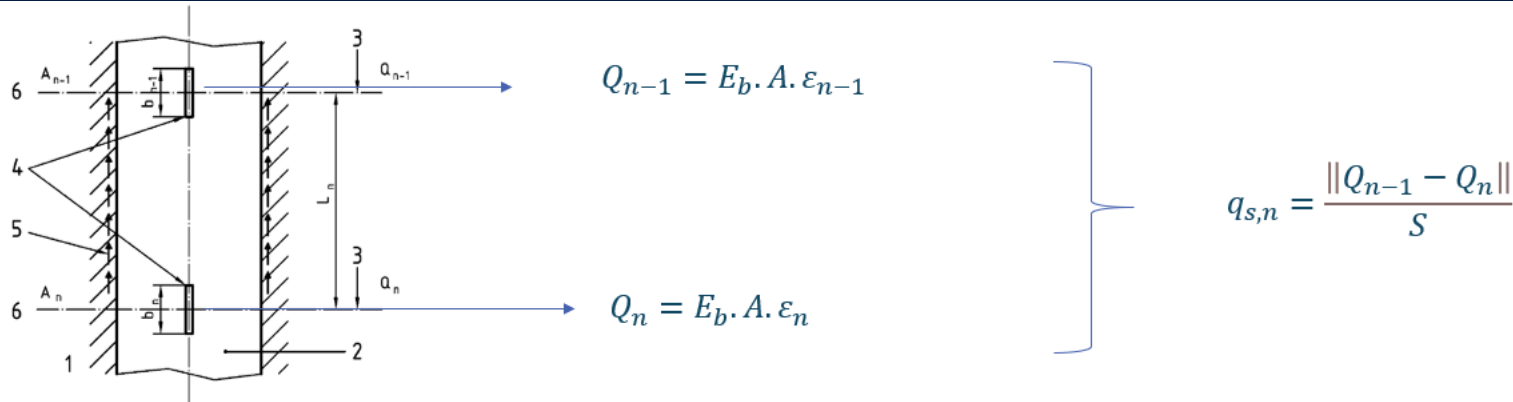 3
6 A n-1 Q n-1
b n-1
Q_{n-1} = E_b. A. ε_{n-1}
4
L n
q_{s,n} = \frac{‖Q_{n-1} − Q_n‖}{S}
5
3
6 A n Q n
b n
Q_n = E_b. A. ε_n
1
2